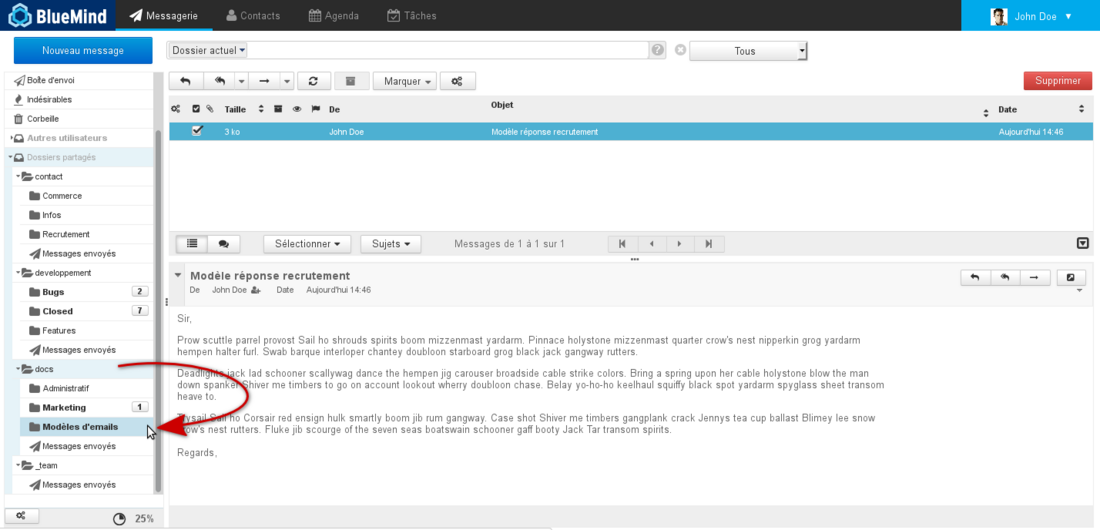 BlueMind Messagerie Contacts Agenda Tâches John Doe
Nouveau message Dossier actuel Tous
Boîte d'envoi
Indésirables
Corbeille
Autres utilisateurs
Dossiers partagés
contact
Commerce
Infos
Recrutement
Messages envoyés
developpement
Bugs 2
Closed 7
Features
Messages envoyés
docs
Administratif
Marketing 1
Modèles d'emails
Messages envoyés
_team
Messages envoyés
25%
Marquer Supprimer
Taille De Objet Date
3 ko John Doe Modèle réponse recrutement Aujourd'hui 14:46
Sélectionner Sujets Messages de 1 à 1 sur 1
Modèle réponse recrutement
De John Doe Date Aujourd'hui 14:46
Sir,
Prow scuttle parrel provost Sail ho shrouds spirits boom mizzenmast yardarm. Pinnace holystone mizzenmast quarter crow's nest nipperkin grog yardarm
hempen halter furl. Swab barque interloper chantey doubloon starboard grog black jack gangway rutters.
Deadlights jack lad schooner scallywag dance the hempen jig carouser broadside cable strike colors. Bring a spring upon her cable holystone blow the man
down spanker Shiver me timbers to go on account lookout wherry doubloon chase. Belay yo-ho-ho keelhaul squiffy black spot yardarm spyglass sheet transom
heave to.
Trysail Sail ho Corsair red ensign hulk smartly boom jib rum gangway. Case shot Shiver me timbers gangplank crack Jennys tea cup ballast Blimey lee snow
crow's nest rutters. Fluke jib scourge of the seven seas boatswain schooner gaff booty Jack Tar transom spirits.
Regards,